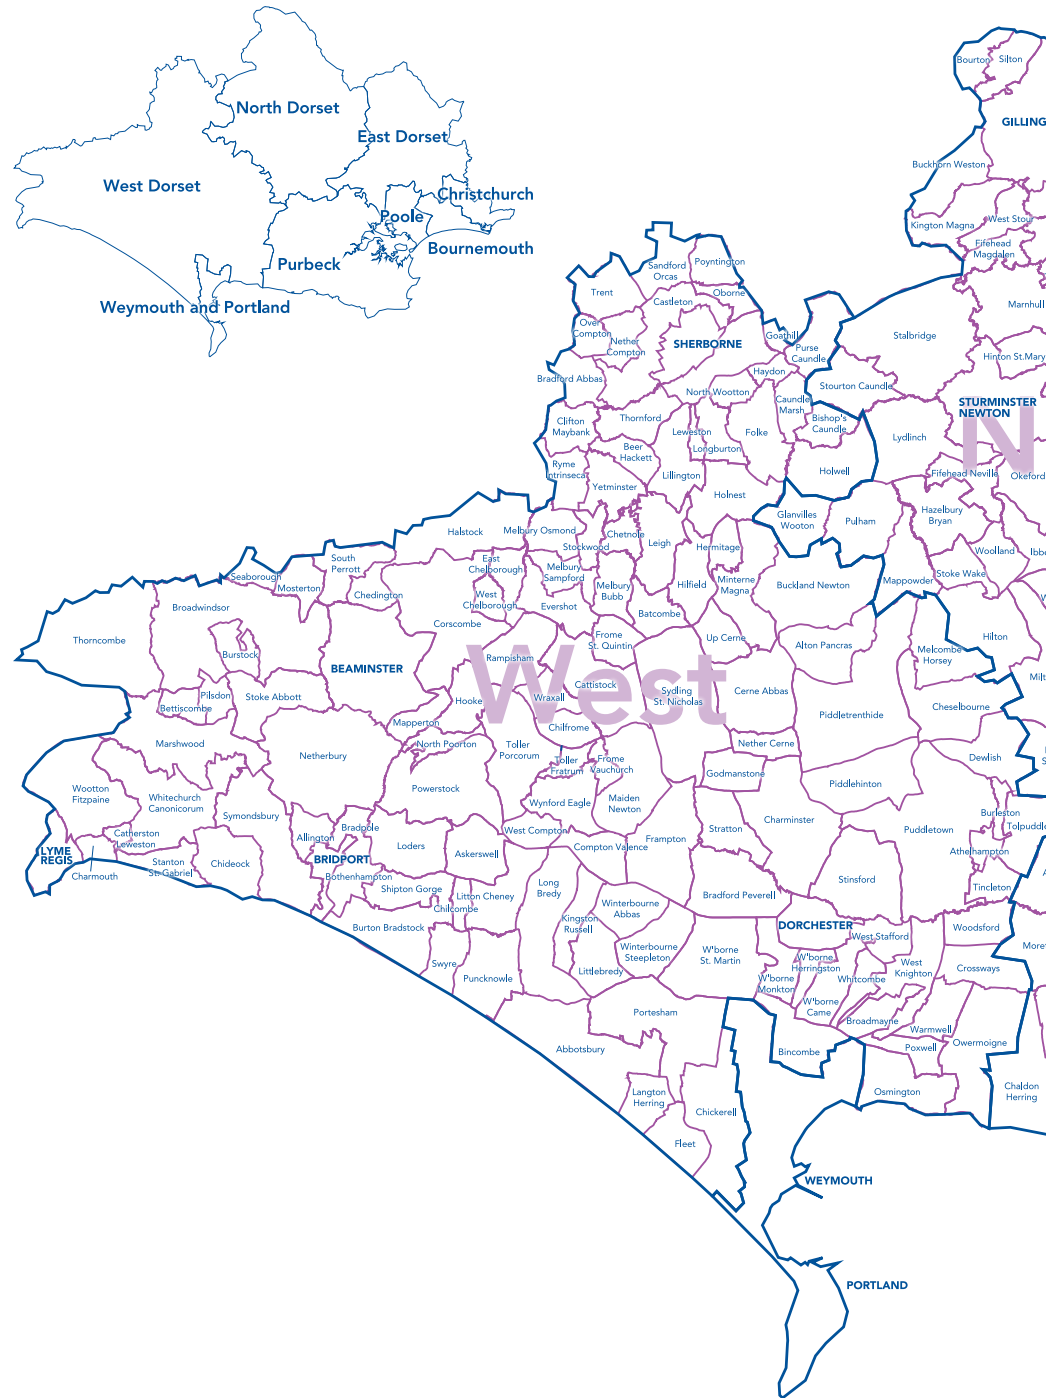 North Dorset
East Dorset
West Dorset
Christchurch
Poole
Bournemouth
Purbeck
Weymouth and Portland
Bourton
Silton
GILLING
Buckhorn Weston
Kington Magna
West Stour
Fifehead
Magdalen
Marnhull
Stalbridge
Hinton St.Mary
Stourton Caundle
STURMINSTER
NEWTON
N
Lydlinch
Fifehead Neville
Okeford
Hazelbury
Bryan
Pulham
Woolland
Ibb
Stoke Wake
Mappowder
W
Hilton
Milt
Sandford
Orcas
Poyntington
Trent
Castleton
Oborne
Over
Compton
Nether
Compton
SHERBORNE
Goathill
Purse
Caundle
Haydon
Bradford Abbas
North Wootton
Caundle
Marsh
Bishop's
Caundle
Clifton
Maybank
Thornford
Leweston
Folke
Longburton
Beer
Hackett
Ryme
Intrinseca
Lillington
Holwell
Yetminster
Holnest
Glanvilles
Wooton
Halstock
Melbury Osmond
Chetnole
Stockwood
Leigh
Hermitage
East
Chelborough
Melbury
Sampford
South
Perrott
Seaborough
Mosterton
Chedington
West
Chelborough
Evershot
Melbury
Bubb
Hilfield
Minterne
Magna
Buckland Newton
Batcombe
Broadwindsor
Thorncombe
Corscombe
Frome
St. Quintin
Up Cerne
Alton Pancras
Melcombe
Horsey
Burstock
BEAMINSTER
Rampisham
West
Pilsdon
Bettiscombe
Stoke Abbott
Hooke
Wraxall
Cattistock
Sydling
St. Nicholas
Cerne Abbas
Piddletrenthide
Cheselbourne
Mapperton
Chilfrome
Marshwood
Netherbury
North Poorton
Toller
Porcorum
Nether Cerne
Dewlish
Toller
Fratrum
Frome
Vauchurch
Godmanstone
Piddlehinton
Wootton
Fitzpaine
Whitechurch
Canonicorum
Powerstock
Wynford Eagle
Maiden
Newton
Symondsbury
Burleston
Tolpuddle
Charminster
Puddletown
Bradpole
Allington
West Compton
Stratton
Catherston
Leweston
Loders
Compton Valence
Frampton
Athelhampton
LYME
REGIS
Askerswell
BRIDPORT
Charmouth
Stanton
St. Gabriel
Chideock
Bothenhampton
Stinsford
Tincleton
Shipton Gorge
Litton Cheney
Long
Bredy
Bradford Peverell
Chilcombe
Winterbourne
Abbas
Kingston
Russell
Burton Bradstock
DORCHESTER
West Stafford
Woodsford
Moret
Winterbourne
Steepleton
W'borne
St. Martin
W'borne
Herringston
West
Knighton
Swyre
Puncknowle
Littlebredy
W'borne
Monkton
Whitcombe
Crossways
W'borne
Came
Portesham
Broadmayne
Warmwell
Owermoigne
Poxwell
Abbotsbury
Bincombe
Osmington
Chaldon
Herring
Langton
Herring
Chickerell
Fleet
WEYMOUTH
PORTLAND